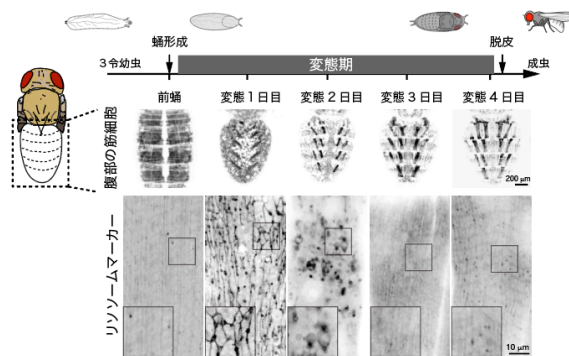 蛹形成
脱皮
3令幼虫
変態期
成虫
前蛹
変態1日目
変態2日目
変態3日目
変態4日目
腹部の筋細胞
200 μm
リソソームマーカー
10 μm